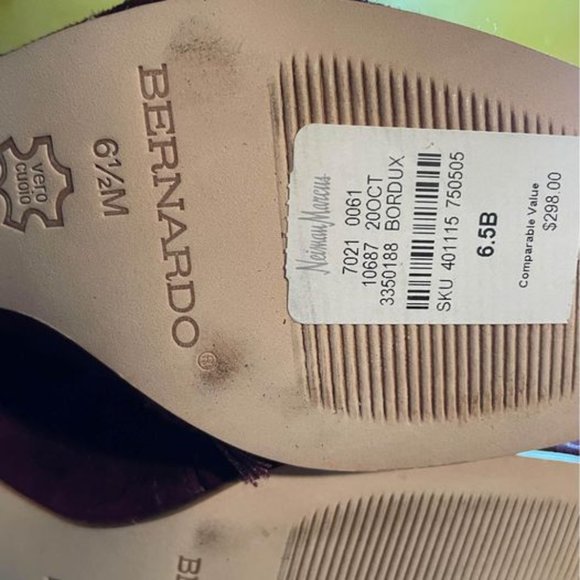 BERNARDO®
6½M
vero
cuoio
Neiman Marcus
7021 0061
10687 20OCT
3350188 BORDUX
SKU 401115 750505
6.5B
Comparable Value
$298.00
BE